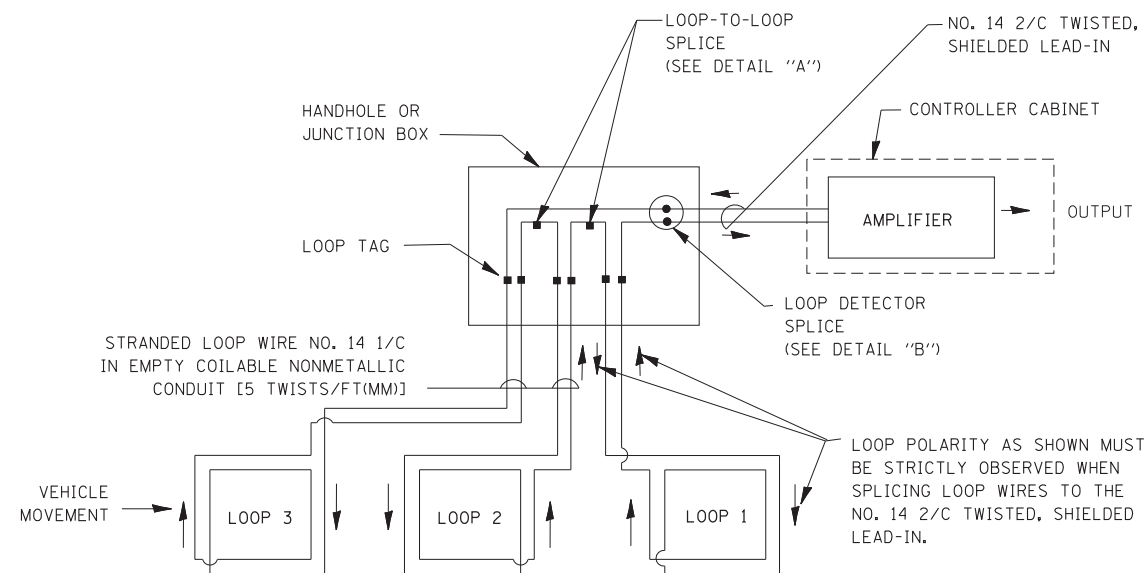 LOOP-TO-LOOP
SPLICE
(SEE DETAIL "A")
NO. 14 2/C TWISTED,
SHIELDED LEAD-IN
HANDHOLE OR
JUNCTION BOX
CONTROLLER CABINET
AMPLIFIER
OUTPUT
LOOP TAG
LOOP DETECTOR
SPLICE
(SEE DETAIL "B")
STRANDED LOOP WIRE NO. 14 1/C
IN EMPTY COILABLE NONMETALLIC
CONDUIT [5 TWISTS/FT(MM)]
LOOP POLARITY AS SHOWN MUST
BE STRICTLY OBSERVED WHEN
SPLICING LOOP WIRES TO THE
NO. 14 2/C TWISTED, SHIELDED
LEAD-IN.
VEHICLE
MOVEMENT
LOOP 3
LOOP 2
LOOP 1